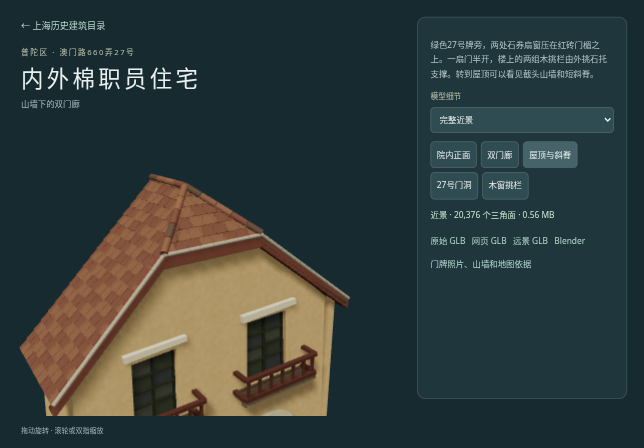 ← 上海历史建筑目录
普陀区 · 澳门路660弄27号
内外棉职员住宅
山墙下的双门廊
绿色27号牌旁，两处石券扇窗压在红砖门楣之
上。一扇门半开，楼上的两组木挑栏由外挑石托
支撑。转到屋顶可以看见截头山墙和短斜脊。
模型细节
完整近景
院内正面 双门廊 屋顶与斜脊
27号门洞 木窗挑栏
近景 · 20,376 个三角面 · 0.56 MB
原始 GLB 网页 GLB 远景 GLB Blender
门牌照片、山墙和地图依据
拖动旋转 · 滚轮或双指缩放